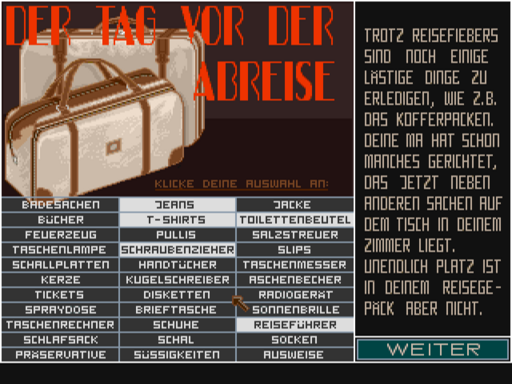 DER TAG VOR DER
ABREISE
KLICKE DEINE AUSWAHL AN:
BADESACHEN JEANS JACKE
BÜCHER T-SHIRTS TOILETTENBEUTEL
FEUERZEUG PULLIS SALZSTREUER
TASCHENLAMPE SCHRAUBENZIEHER SLIPS
SCHALLPLATTEN HANDTÜCHER TASCHENMESSER
KERZE KUGELSCHREIBER ASCHENBECHER
TICKETS DISKETTEN RADIOGERÄT
SPRAYDOSE BRIEFTASCHE SONNENBRILLE
TASCHENRECHNER SCHUHE REISEFÜHRER
SCHLAFSACK SCHAL SOCKEN
PRÄSERVATIVE SÜSSIGKEITEN AUSWEISE
TROTZ REISEFIEBERS
SIND NOCH EINIGE
LÄSTIGE DINGE ZU
ERLEDIGEN, WIE Z.B.
DAS KOFFERPACKEN.
DEINE MA HAT SCHON
MANCHES GERICHTET,
DAS JETZT NEBEN
ANDEREN SACHEN AUF
DEM TISCH IN DEINEM
ZIMMER LIEGT.
UNENDLICH PLATZ IST
IN DEINEM REISEGE-
PÄCK ABER NICHT.
WEITER